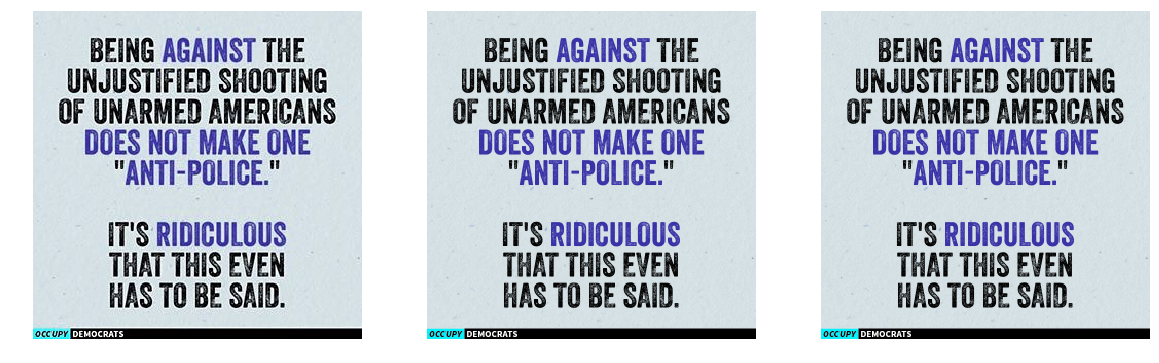 BEING AGAINST THE
UNJUSTIFIED SHOOTING
OF UNARMED AMERICANS
DOES NOT MAKE ONE
"ANTI-POLICE."
IT'S RIDICULOUS
THAT THIS EVEN
HAS TO BE SAID.
OCCUPY DEMOCRATS
BEING AGAINST THE
UNJUSTIFIED SHOOTING
OF UNARMED AMERICANS
DOES NOT MAKE ONE
"ANTI-POLICE."
IT'S RIDICULOUS
THAT THIS EVEN
HAS TO BE SAID.
OCCUPY DEMOCRATS
BEING AGAINST THE
UNJUSTIFIED SHOOTING
OF UNARMED AMERICANS
DOES NOT MAKE ONE
"ANTI-POLICE."
IT'S RIDICULOUS
THAT THIS EVEN
HAS TO BE SAID.
OCCUPY DEMOCRATS